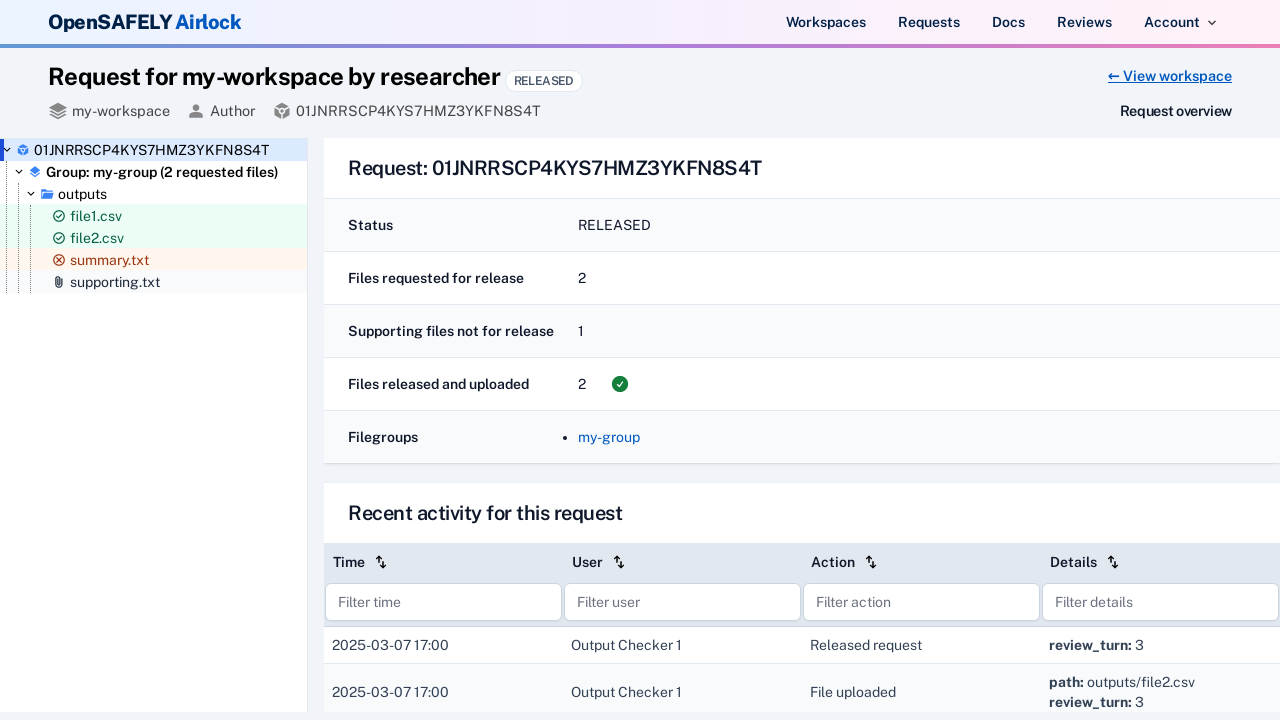 OpenSAFELY Airlock
Workspaces Requests Docs Reviews Account
Request for my-workspace by researcher RELEASED
← View workspace
my-workspace Author 01JNRRSCP4KYS7HMZ3YKFN8S4T
Request overview
01JNRRSCP4KYS7HMZ3YKFN8S4T
Group: my-group (2 requested files)
outputs
file1.csv
file2.csv
summary.txt
supporting.txt
Request: 01JNRRSCP4KYS7HMZ3YKFN8S4T
Status RELEASED
Files requested for release 2
Supporting files not for release 1
Files released and uploaded 2
Filegroups • my-group
Recent activity for this request
Time User Action Details
Filter time Filter user Filter action Filter details
2025-03-07 17:00 Output Checker 1 Released request review_turn: 3
2025-03-07 17:00 Output Checker 1 File uploaded path: outputs/file2.csv
review_turn: 3